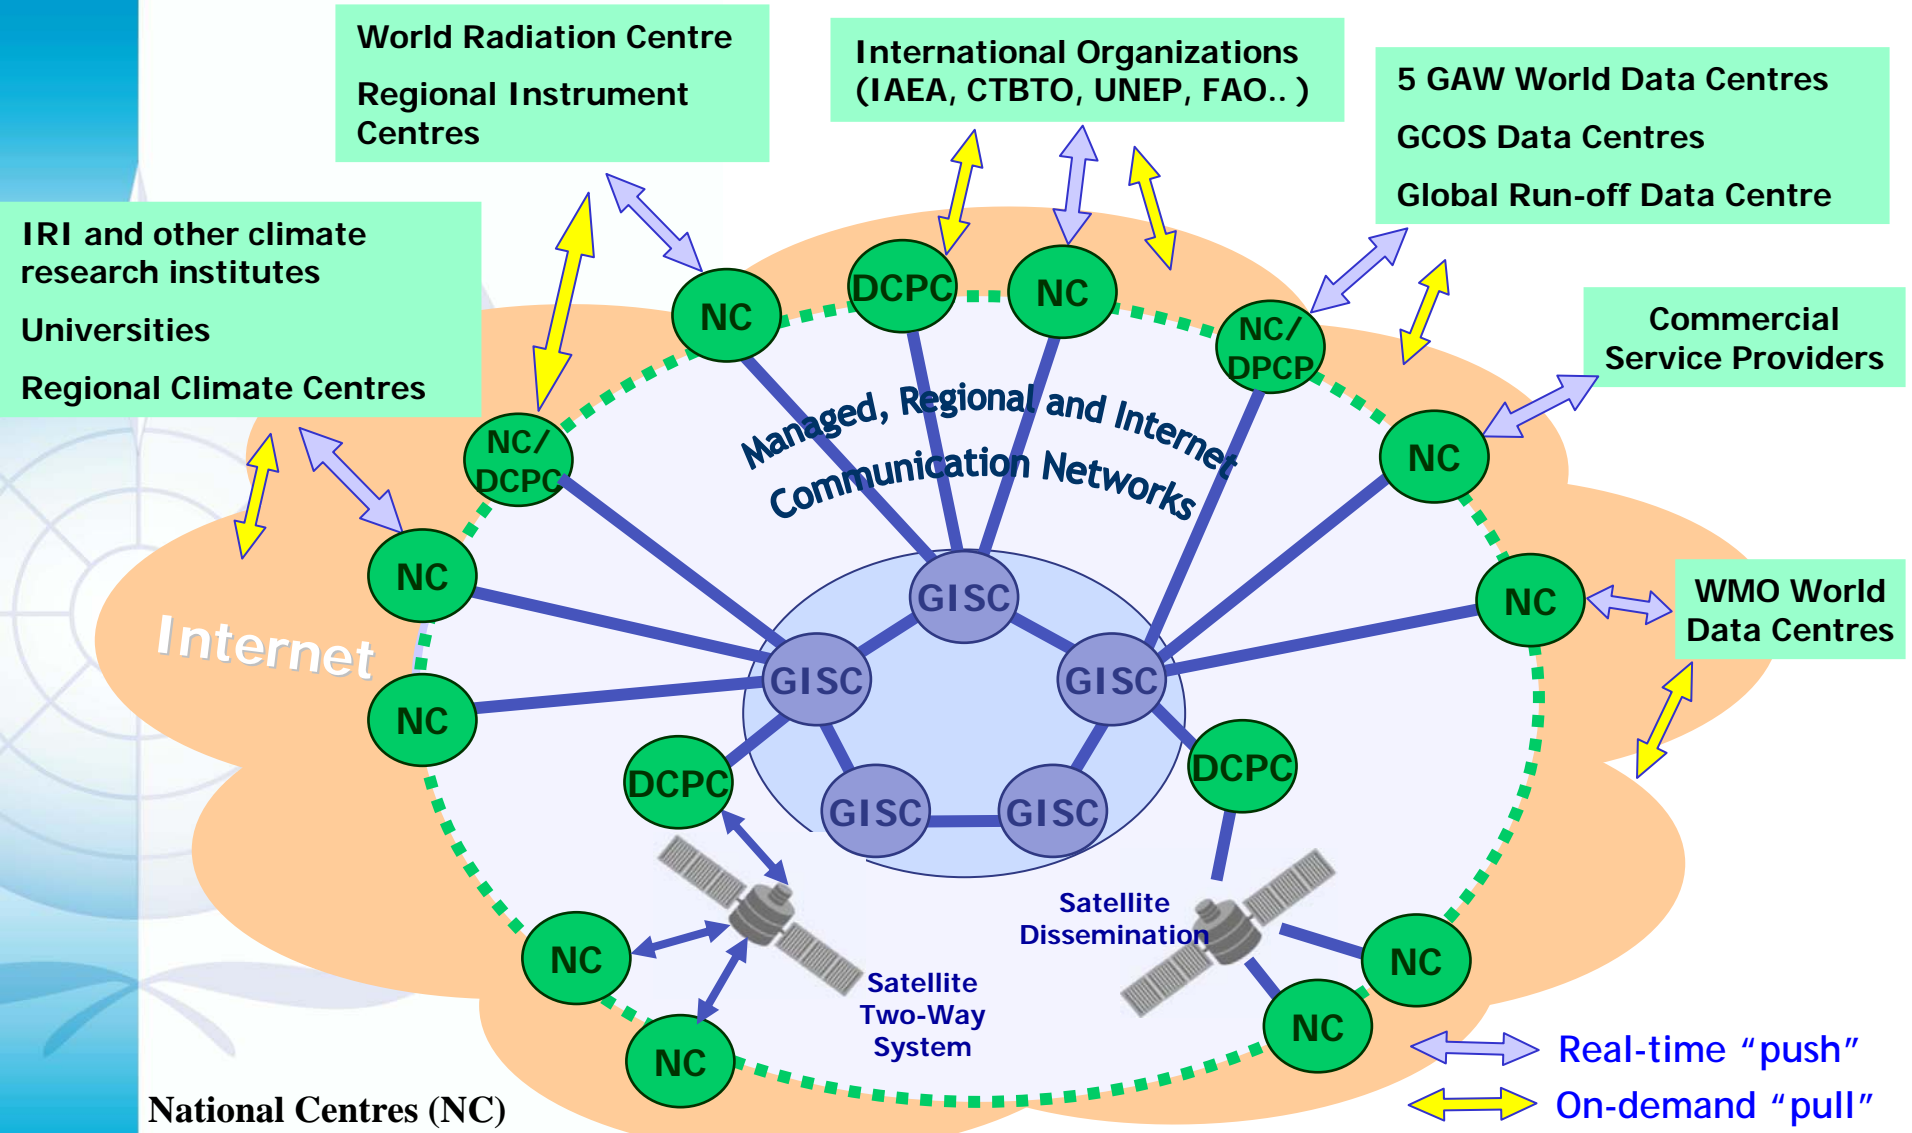 World Radiation Centre
Regional Instrument
Centres
International Organizations
(IAEA, CTBTO, UNEP, FAO.. )
5 GAW World Data Centres
GCOS Data Centres
Global Run-off Data Centre
IRI and other climate
research institutes
Universities
Regional Climate Centres
Commercial
Service Providers
WMO World
Data Centres
NC
DCPC
NC
NC/
DPCP
NC/
DCPC
NC
NC
NC
NC
Managed, Regional and Internet
Communication Networks
Internet
GISC
GISC
GISC
GISC
GISC
DCPC
DCPC
Satellite
Dissemination
Satellite
Two-Way
System
NC
NC
NC
NC
Real-time “push”
On-demand “pull”
National Centres (NC)